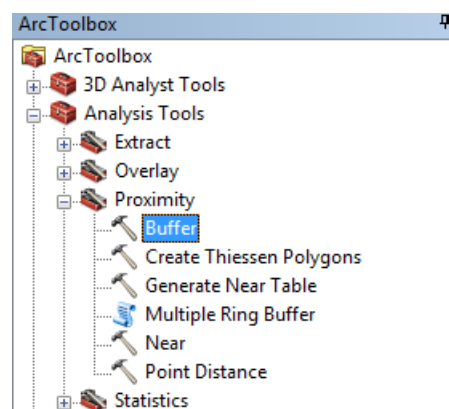 ArcToolbox
ArcToolbox
3D Analyst Tools
Analysis Tools
Extract
Overlay
Proximity
Buffer
Create Thiessen Polygons
Generate Near Table
Multiple Ring Buffer
Near
Point Distance
Statistics